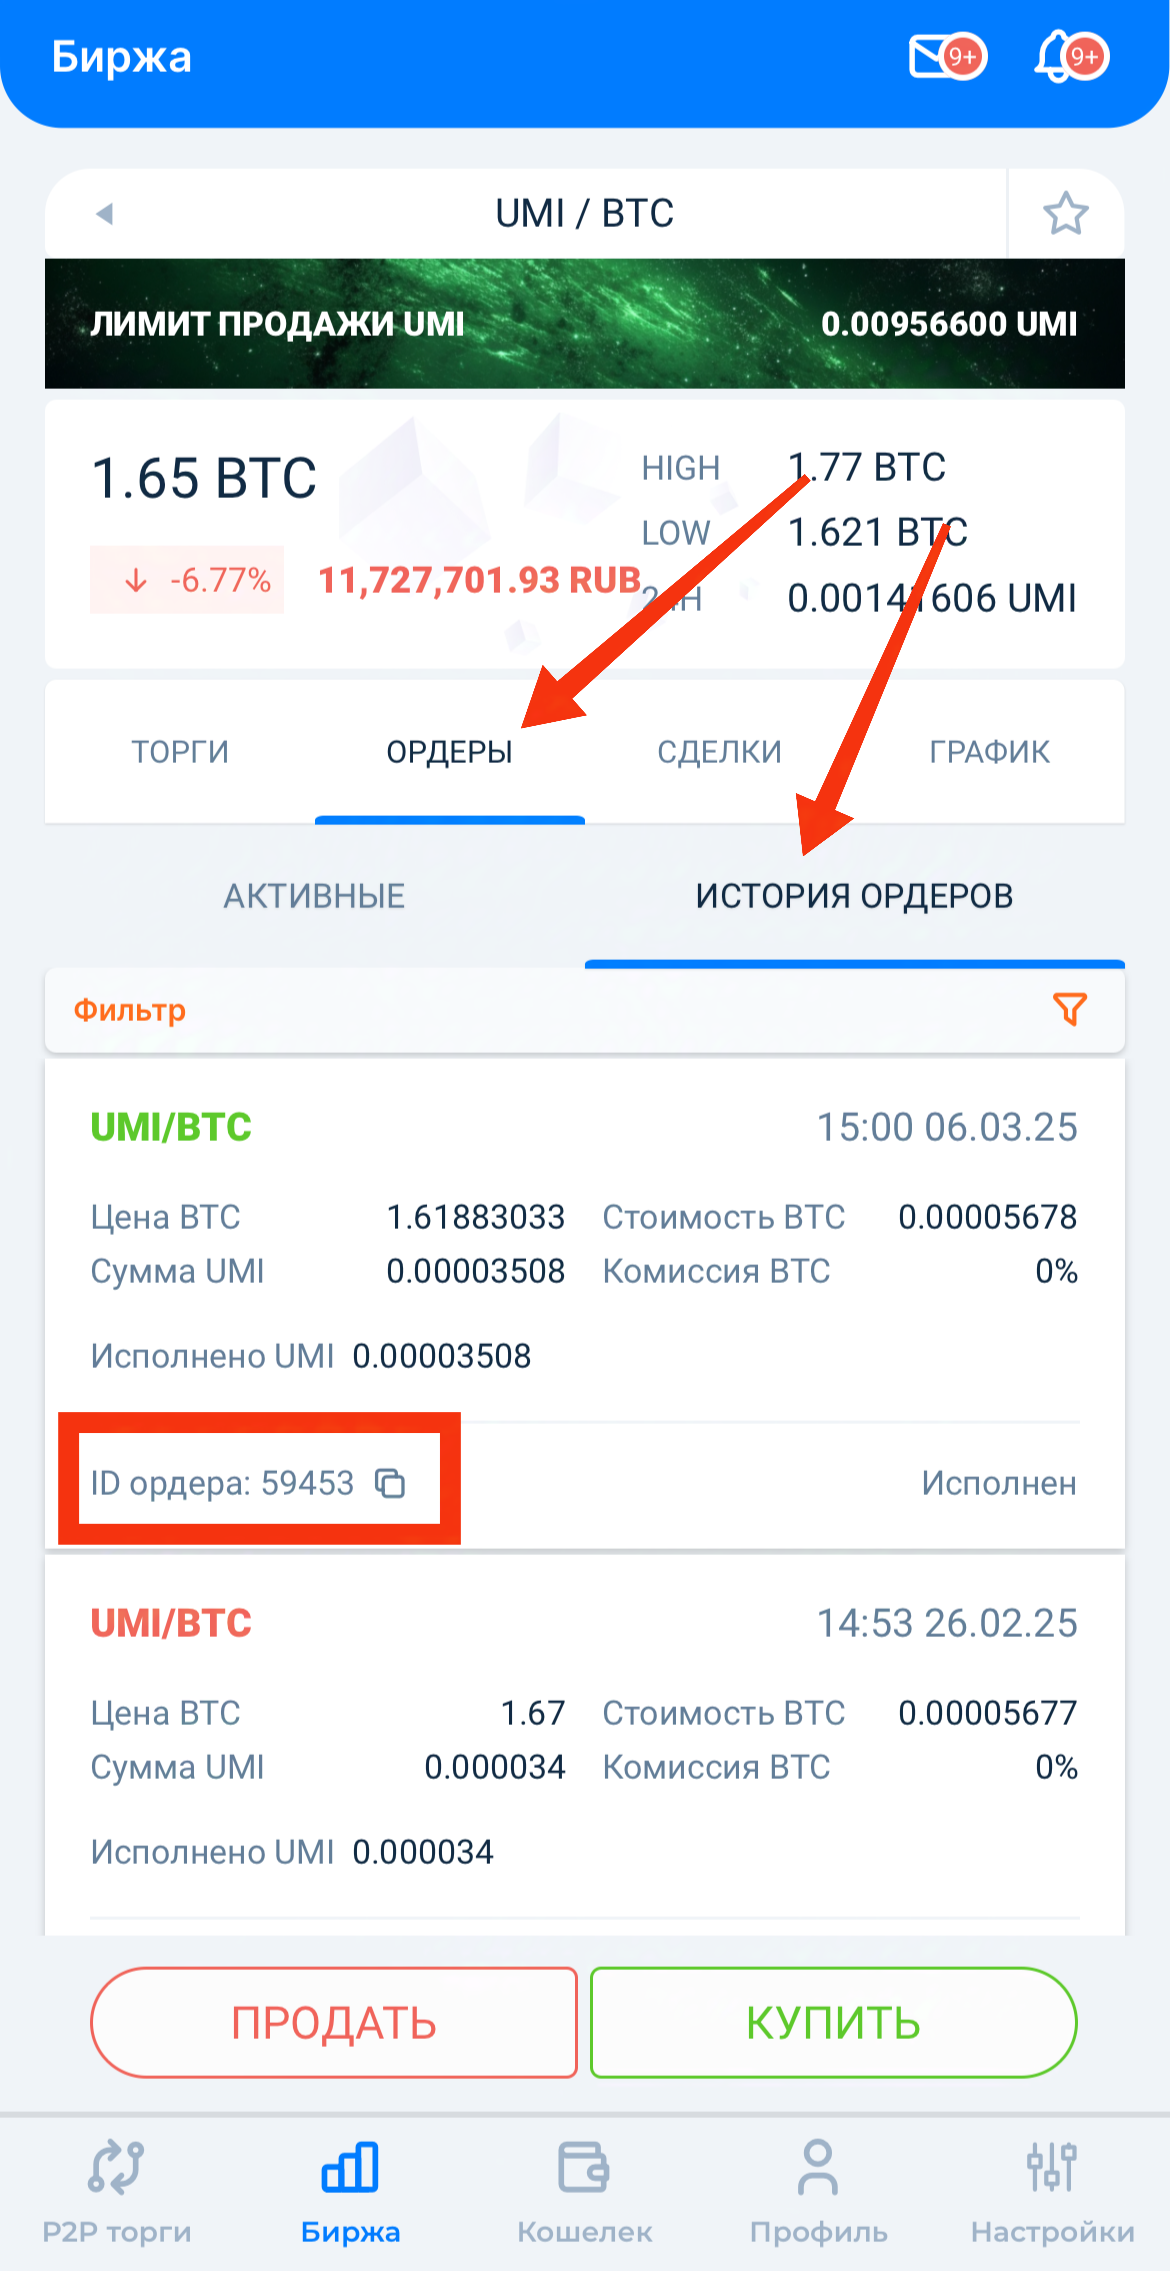 Биржа
9+
9+
UMI / BTC
ЛИМИТ ПРОДАЖИ UMI 0.00956600 UMI
1.65 BTC
HIGH 1.77 BTC
LOW 1.621 BTC
-6.77% 11,727,701.93 RUB
24H 0.00141606 UMI
ТОРГИ ОРДЕРЫ СДЕЛКИ ГРАФИК
АКТИВНЫЕ ИСТОРИЯ ОРДЕРОВ
Фильтр
UMI/BTC 15:00 06.03.25
Цена BTC 1.61883033 Стоимость BTC 0.00005678
Сумма UMI 0.00003508 Комиссия BTC 0%
Исполнено UMI 0.00003508
ID ордера: 59453 Исполнен
UMI/BTC 14:53 26.02.25
Цена BTC 1.67 Стоимость BTC 0.00005677
Сумма UMI 0.000034 Комиссия BTC 0%
Исполнено UMI 0.000034
ПРОДАТЬ КУПИТЬ
P2P торги Биржа Кошелек Профиль Настройки